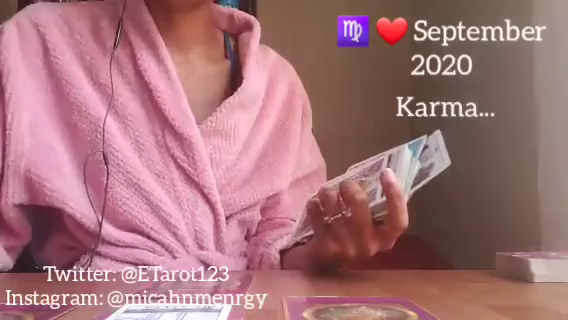 ♍ ❤️ September
2020
Karma...
Twitter: @ETarot123
Instagram: @micahnmenrgy